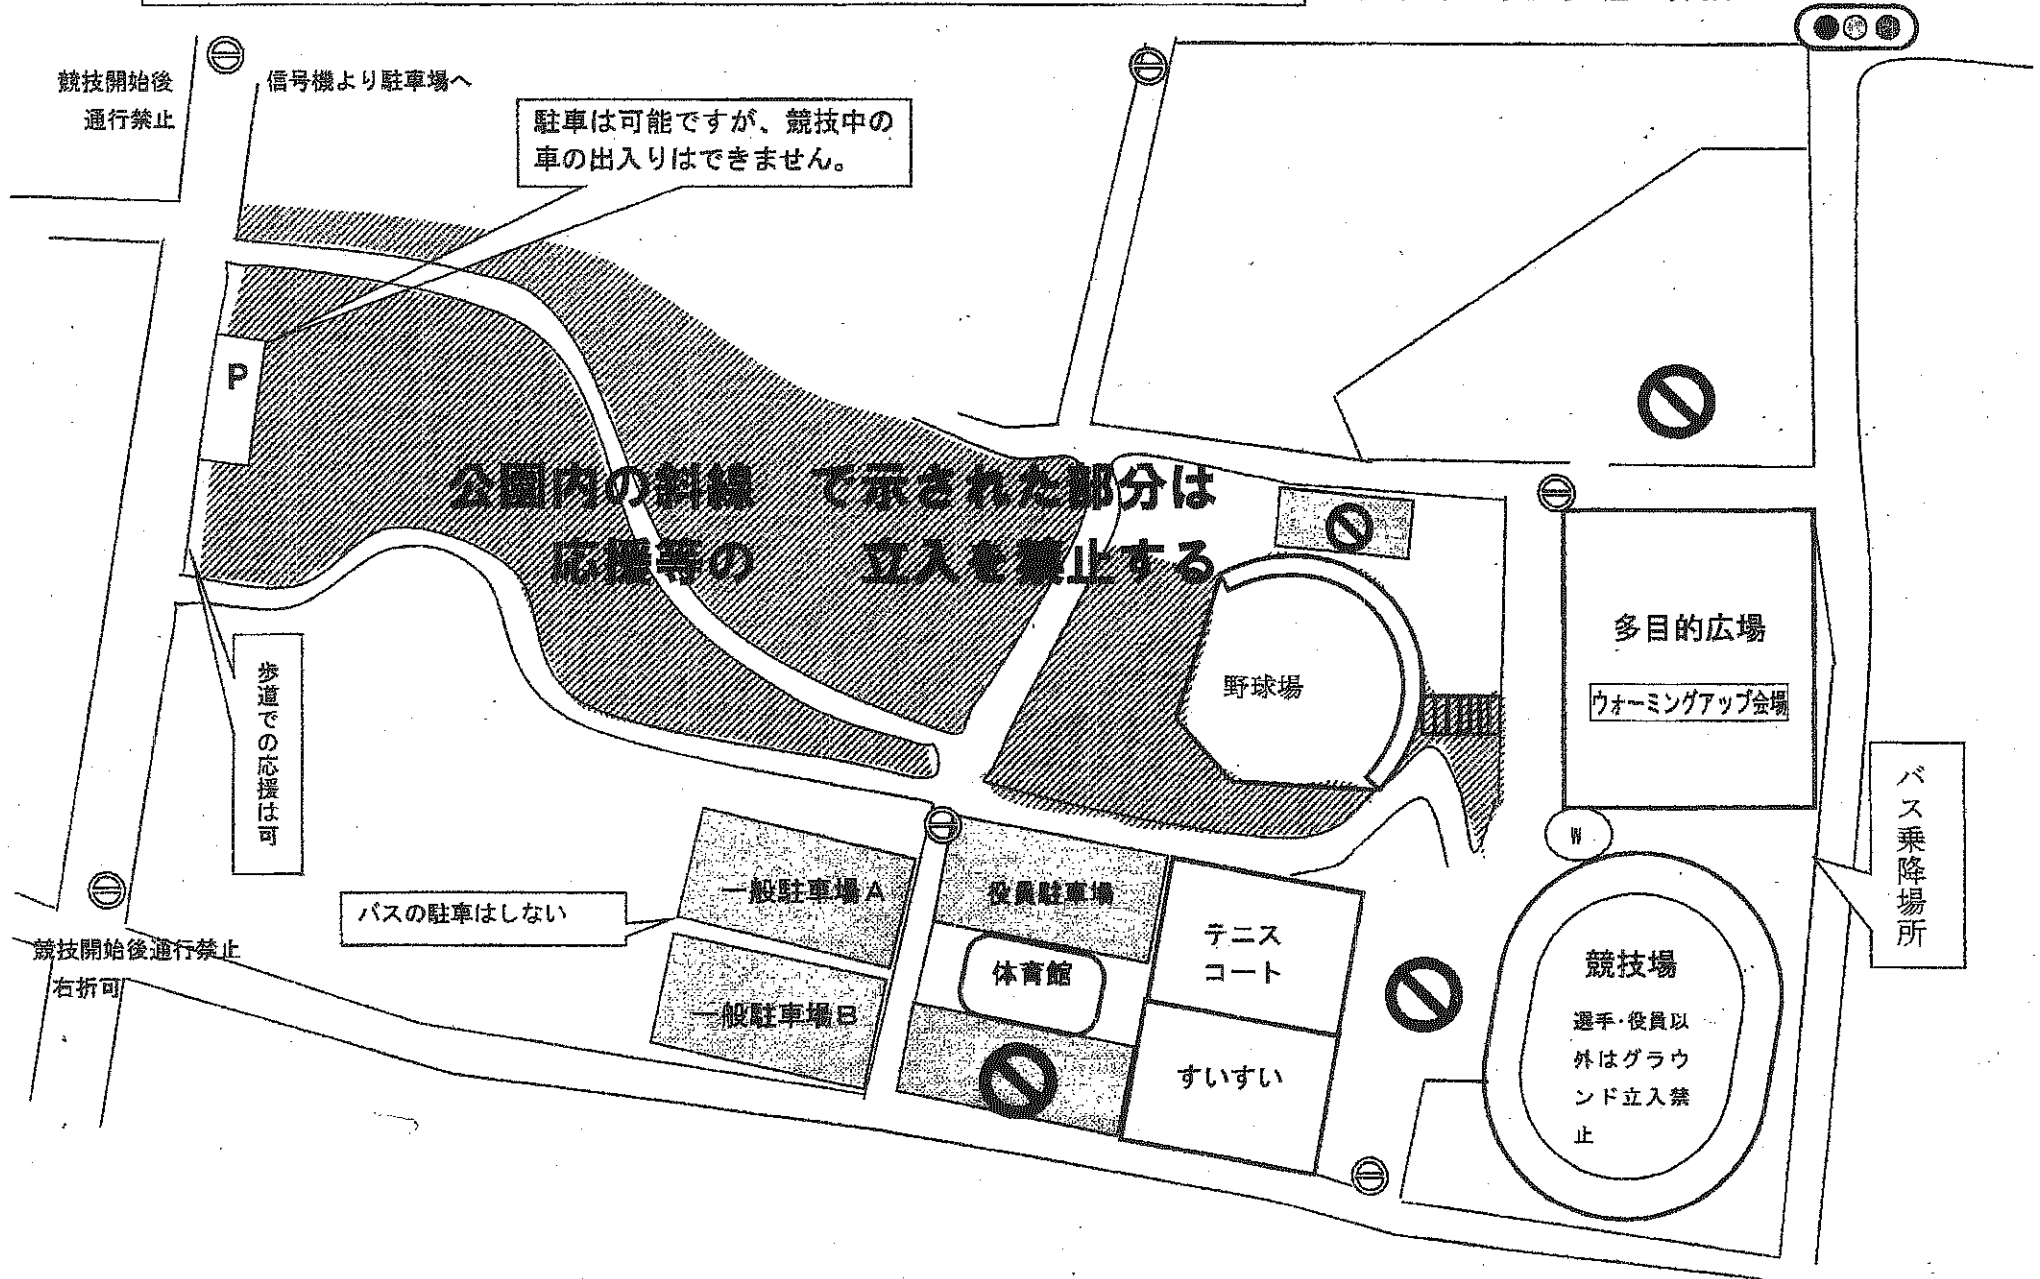 競技開始後
通行禁止
信号機より駐車場へ
駐車は可能ですが、競技中の
車の出入りはできません。
P
公園内の斜線　で示された部分は
応援等の　立入を禁止する
野球場
多目的広場
ウォーミングアップ会場
歩道での応援は可
バス乗降場所
W
一般駐車場A
役員駐車場
バスの駐車はしない
テニス
コート
体育館
競技開始後通行禁止
右折可
一般駐車場B
すいすい
競技場
選手・役員以
外はグラウ
ンド立入禁
止